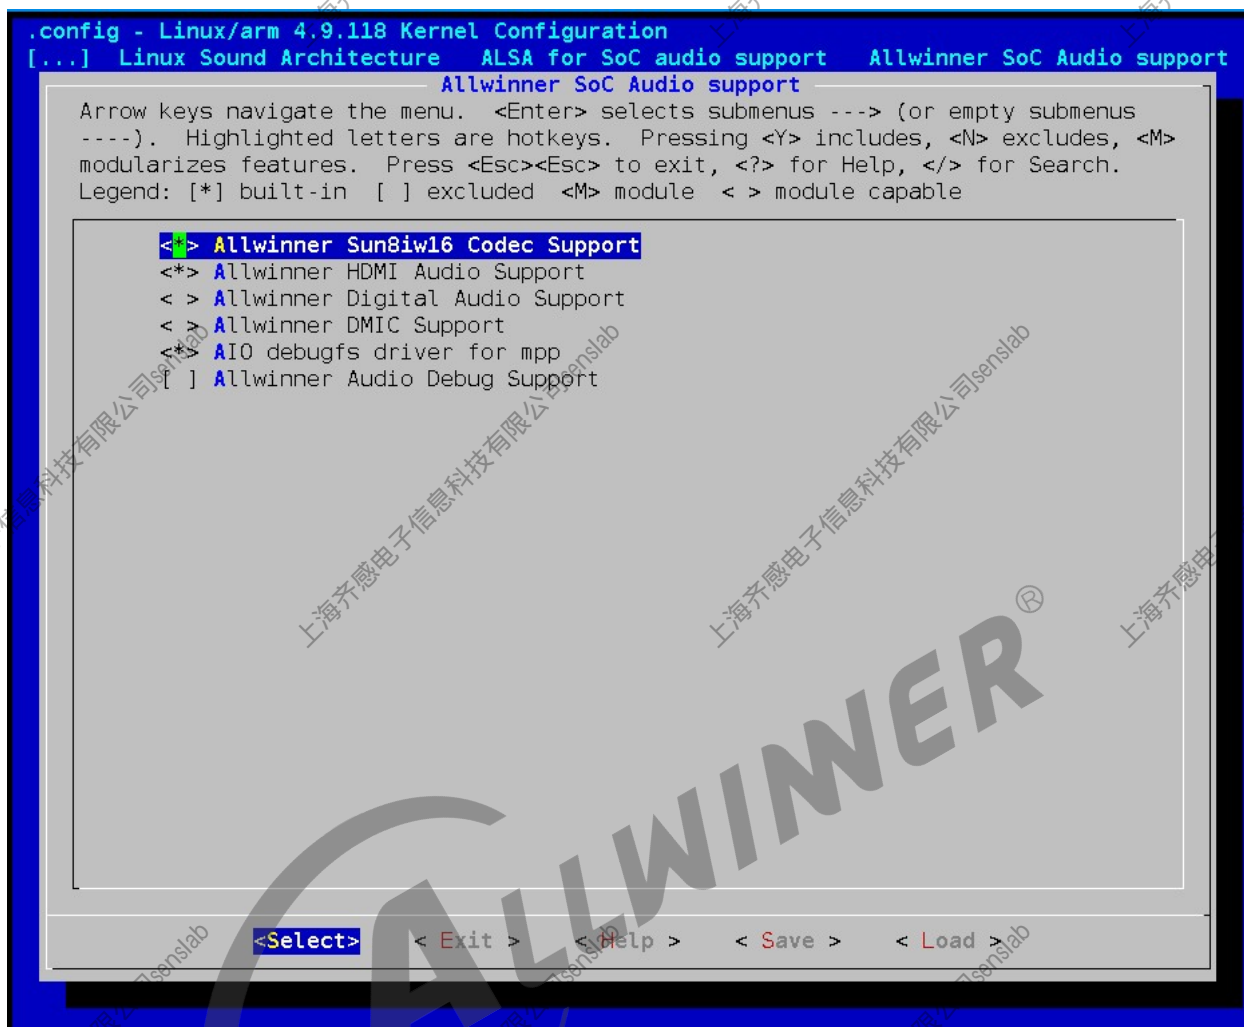 .config - Linux/arm 4.9.118 Kernel Configuration
[...]  Linux Sound Architecture   ALSA for SoC audio support   Allwinner SoC Audio support
Allwinner SoC Audio support
Arrow keys navigate the menu.  <Enter> selects submenus ---> (or empty submenus
----).  Highlighted letters are hotkeys.  Pressing <Y> includes, <N> excludes, <M>
modularizes features.  Press <Esc><Esc> to exit, <?> for Help, </> for Search.
Legend: [*] built-in  [ ] excluded  <M> module  < > module capable
<*> Allwinner Sun8iw16 Codec Support
<*> Allwinner HDMI Audio Support
< > Allwinner Digital Audio Support
< > Allwinner DMIC Support
<*> AIO debugfs driver for mpp
[ ] Allwinner Audio Debug Support
<Select>    < Exit >    < Help >    < Save >    < Load >
上海齐感电子信息科技有限公司senslab
上海齐感电子信息科技有限公司senslab
ALLWINNER®